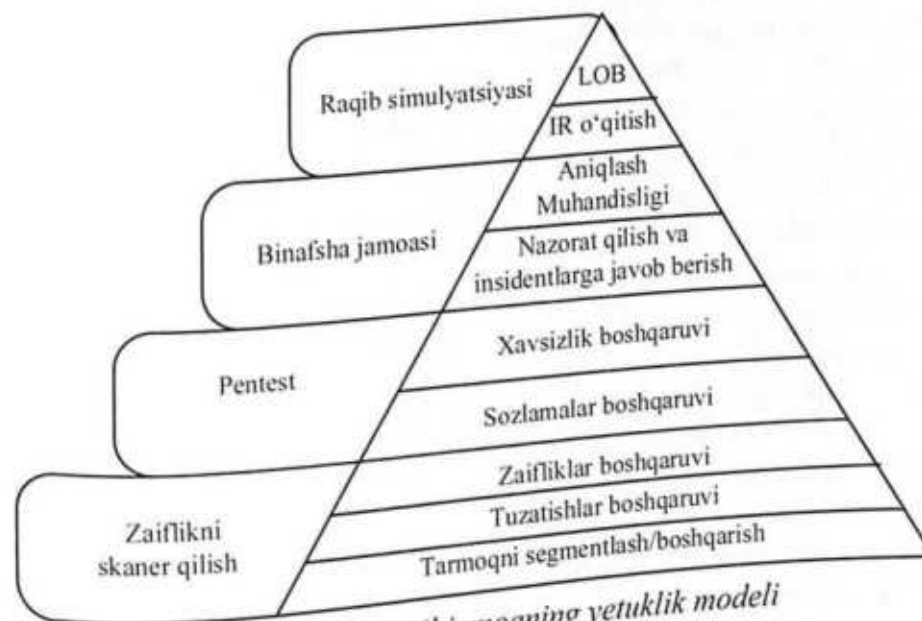 Raqib simulyatsiyasi
LOB
IR o‘qitish
Binafsha jamoasi
Aniqlash
Muhandisligi
Nazorat qilish va
insidentlarga javob berish
Pentest
Xavsizlik boshqaruvi
Sozlamalar boshqaruvi
Zaiflikni
skaner qilish
Zaifliklar boshqaruvi
Tuzatishlar boshqaruvi
Tarmoqni segmentlash/boshqarish
yetuklik modeli